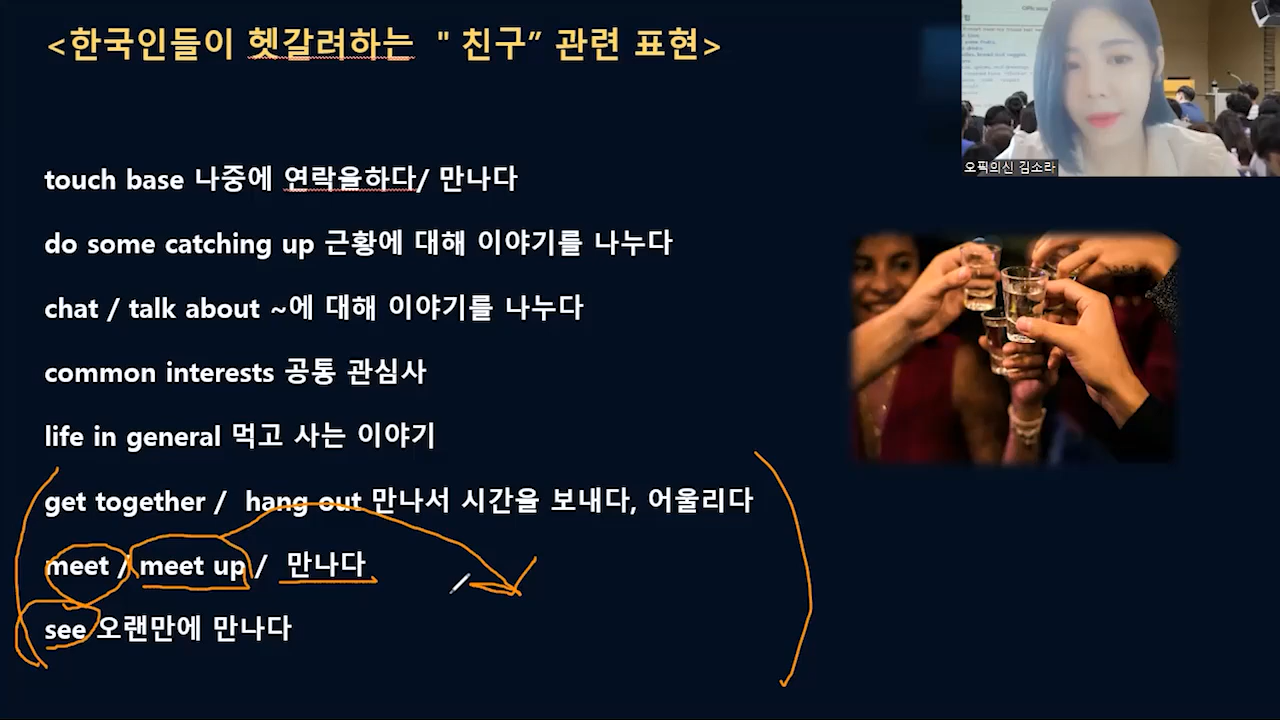 <한국인들이 헷갈려하는 " 친구” 관련 표현>
오픽의신 김소라
touch base 나중에 연락을하다/ 만나다
do some catching up 근황에 대해 이야기를 나누다
chat / talk about ~에 대해 이야기를 나누다
common interests 공통 관심사
life in general 먹고 사는 이야기
get together / hang out 만나서 시간을 보내다, 어울리다
meet / meet up / 만나다
see 오랜만에 만나다